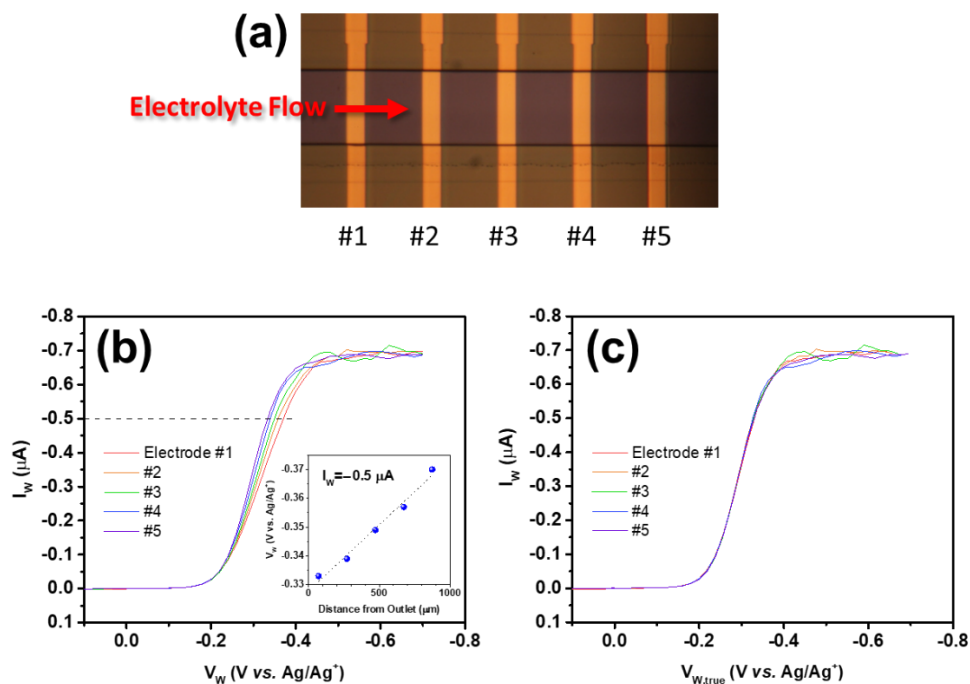 (a)
Electrolyte Flow
#1 #2 #3 #4 #5
(b)
-0.8
-0.7
-0.6
-0.5
-0.4
-0.3
-0.2
-0.1
0.0
0.1
I_W (μA)
Electrode #1
#2
#3
#4
#5
I_W=−0.5 μA
-0.37
-0.36
-0.35
-0.34
-0.33
V_w (V vs. Ag/Ag⁺)
0 500 1000
Distance from Outlet (μm)
0.0 -0.2 -0.4 -0.6 -0.8
V_W (V vs. Ag/Ag⁺)
(c)
-0.8
-0.7
-0.6
-0.5
-0.4
-0.3
-0.2
-0.1
0.0
0.1
I_W (μA)
Electrode #1
#2
#3
#4
#5
0.0 -0.2 -0.4 -0.6 -0.8
V_W,true (V vs. Ag/Ag⁺)